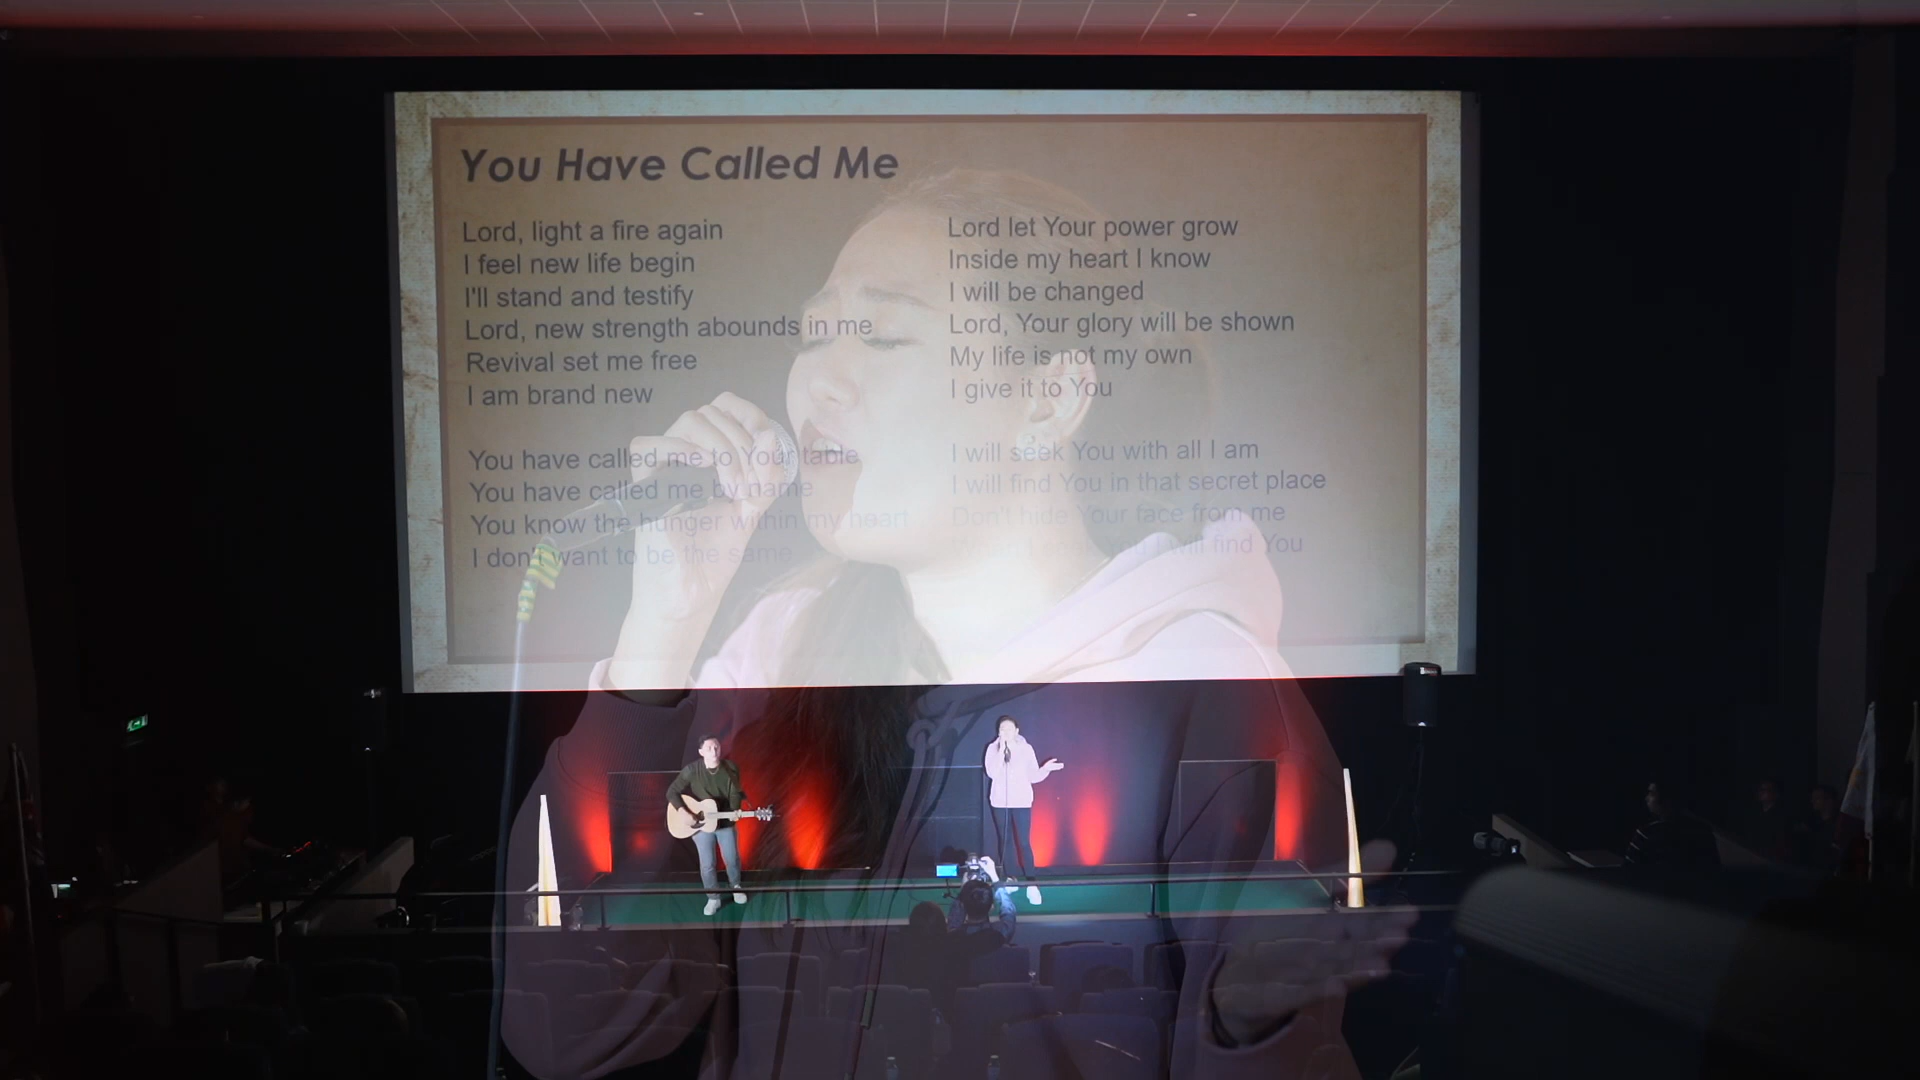 You Have Called Me
Lord, light a fire again
I feel new life begin
I'll stand and testify
Lord, new strength abounds in me
Revival set me free
I am brand new
You have called me to Your table
You have called me by name
You know the hunger within my heart
I don't want to be the same
Lord let Your power grow
Inside my heart I know
I will be changed
Lord, Your glory will be shown
My life is not my own
I give it to You
I will seek You with all I am
I will find You in that secret place
Don't hide Your face from me
I will find You